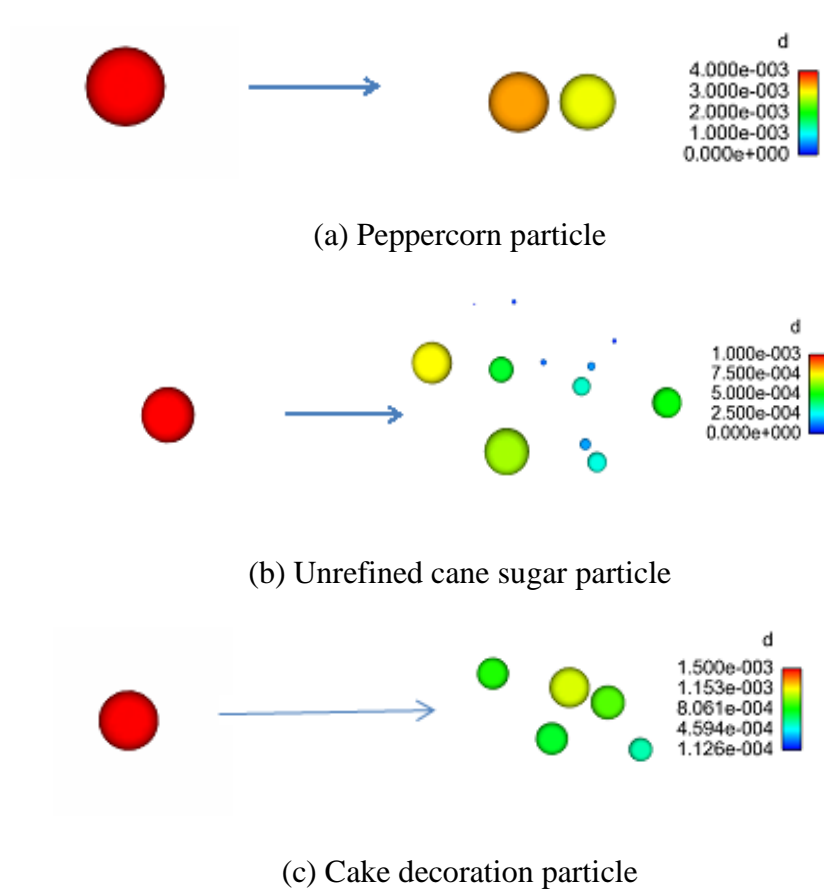 d
4.000e-003
3.000e-003
2.000e-003
1.000e-003
0.000e+000
(a) Peppercorn particle
d
1.000e-003
7.500e-004
5.000e-004
2.500e-004
0.000e+000
(b) Unrefined cane sugar particle
d
1.500e-003
1.153e-003
8.061e-004
4.594e-004
1.126e-004
(c) Cake decoration particle